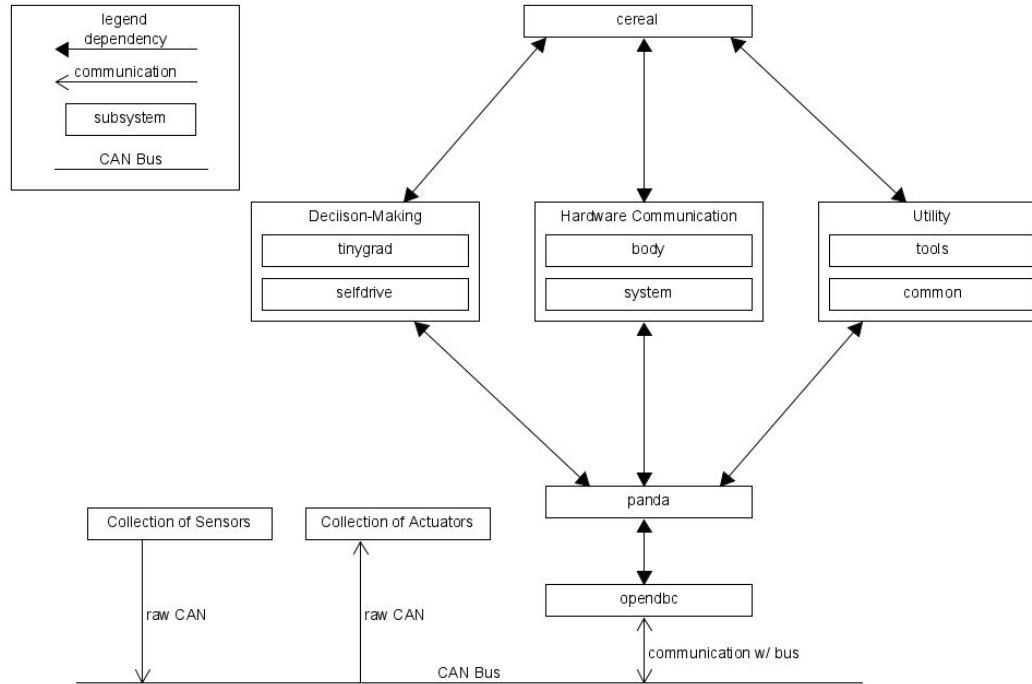 legend
dependency
communication
subsystem
CAN Bus
cereal
Deciison-Making
tinygrad
selfdrive
Hardware Communication
body
system
Utility
tools
common
panda
Collection of Sensors
Collection of Actuators
opendbc
raw CAN
raw CAN
communication w/ bus
CAN Bus